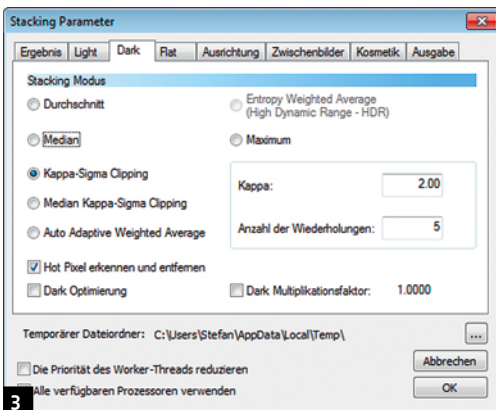 Stacking Parameter
Ergebnis Light Dark Flat Ausrichtung Zwischenbilder Kosmetik Ausgabe
Stacking Modus
Durchschnitt
Entropy Weighted Average
(High Dynamic Range - HDR)
Median
Maximum
Kappa-Sigma Clipping
Kappa: 2.00
Median Kappa-Sigma Clipping
Auto Adaptive Weighted Average
Anzahl der Wiederholungen: 5
Hot Pixel erkennen und entfernen
Dark Optimierung
Dark Multiplikationsfaktor: 1.0000
Temporärer Dateiordner: C:\Users\Stefan\AppData\Local\Temp\
...
Die Priorität des Worker-Threads reduzieren
Abbrechen
Alle verfügbaren Prozessoren verwenden
OK
3